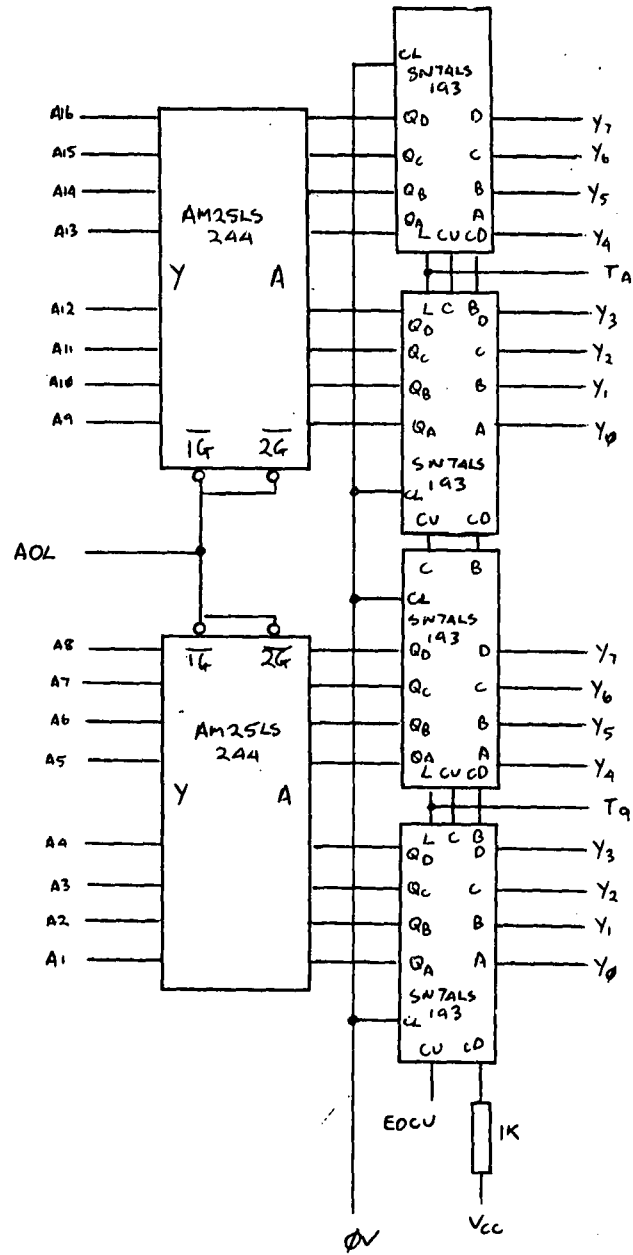 CL
SN74LS
193
A16 QD D Y7
A15 QC C Y6
A14 QB B Y5
AM25LS
244
A13 QA A Y4
L CU CD
Y A
TA
L C B
A12 QD D Y3
A11 QC C Y2
A10 QB B Y1
A9 QA A Yø
1G 2G
SN74LS
193
CL
CU CD
AOL
C B
CL
SN74LS
193
1G 2G
A8 QD D Y7
A7 QC C Y6
A6 QB B Y5
AM25LS
244
A5 QA A Y4
L CU CD
Y A
T9
L C B
A4 QD D Y3
A3 QC C Y2
A2 QB B Y1
A1 QA A Yø
SN74LS
193
CL
CU CD
EDCU
1K
VCC
øV